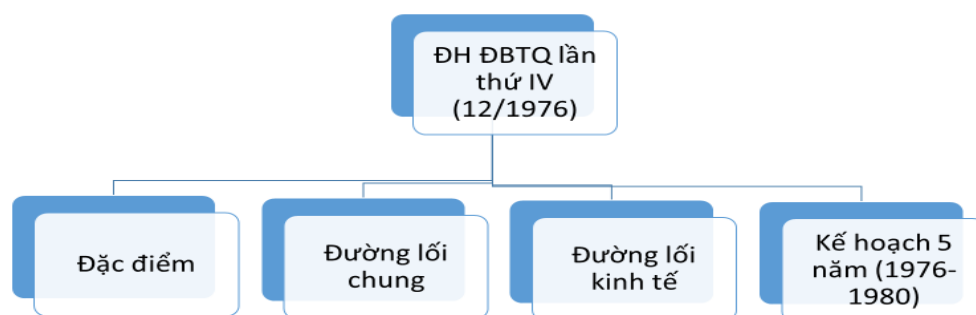 ĐH ĐBTQ lần
thứ IV
(12/1976)
Đặc điểm
Đường lối
chung
Đường lối
kinh tế
Kế hoạch 5
năm (1976-
1980)